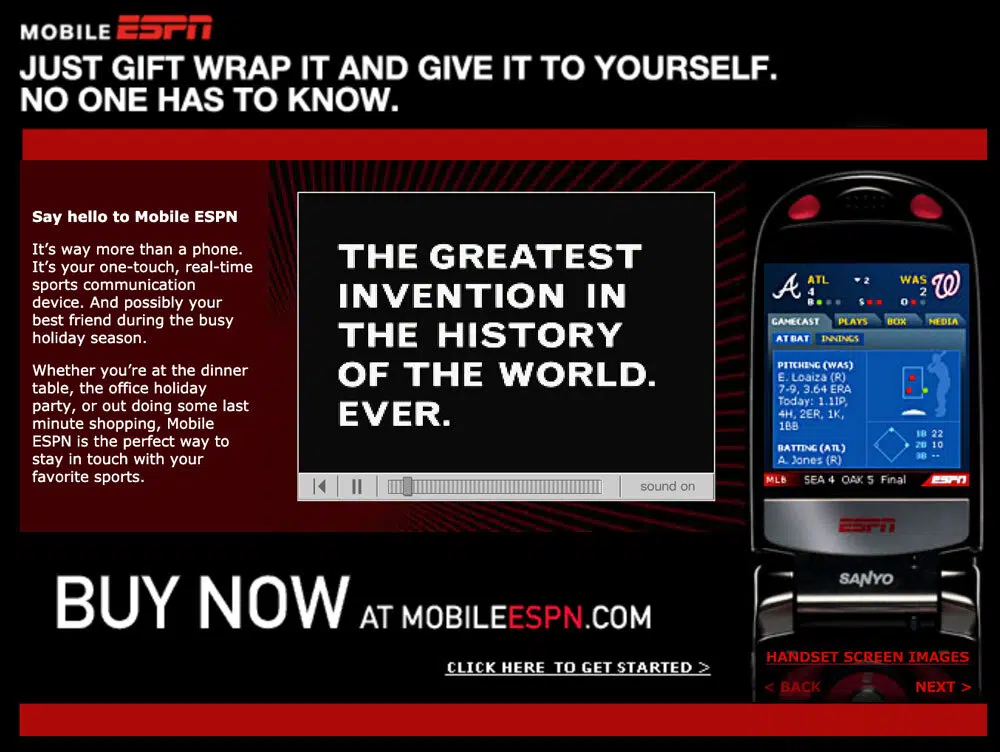 MOBILE ESPN
JUST GIFT WRAP IT AND GIVE IT TO YOURSELF.
NO ONE HAS TO KNOW.
Say hello to Mobile ESPN
It's way more than a phone.
It's your one-touch, real-time
sports communication
device. And possibly your
best friend during the busy
holiday season.
Whether you're at the dinner
table, the office holiday
party, or out doing some last
minute shopping, Mobile
ESPN is the perfect way to
stay in touch with your
favorite sports.
THE GREATEST
INVENTION IN
THE HISTORY
OF THE WORLD.
EVER.
sound on
A ATL 2 WAS W
4 2
B S O
GAMECAST PLAYS BOX MEDIA
AT BAT INNINGS
PITCHING (WAS)
E. Loaiza (R)
7-9, 3.64 ERA
Today: 1.1IP,
4H, 2ER, 1K,
1BB
BATTING (ATL)
A. Jones (R)
1B 22
2B 10
3B --
MLB SEA 4 OAK 5 Final ESPN
ESPN
SANYO
BUY NOW AT MOBILEESPN.COM
CLICK HERE TO GET STARTED >
HANDSET SCREEN IMAGES
< BACK NEXT >